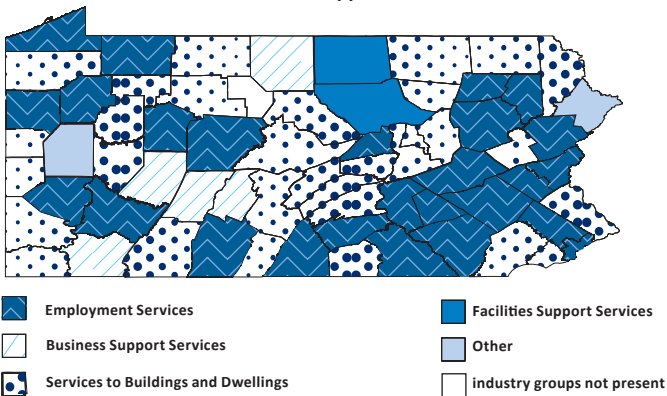 Employment Services
Facilities Support Services
Business Support Services
Other
Services to Buildings and Dwellings
industry groups not present